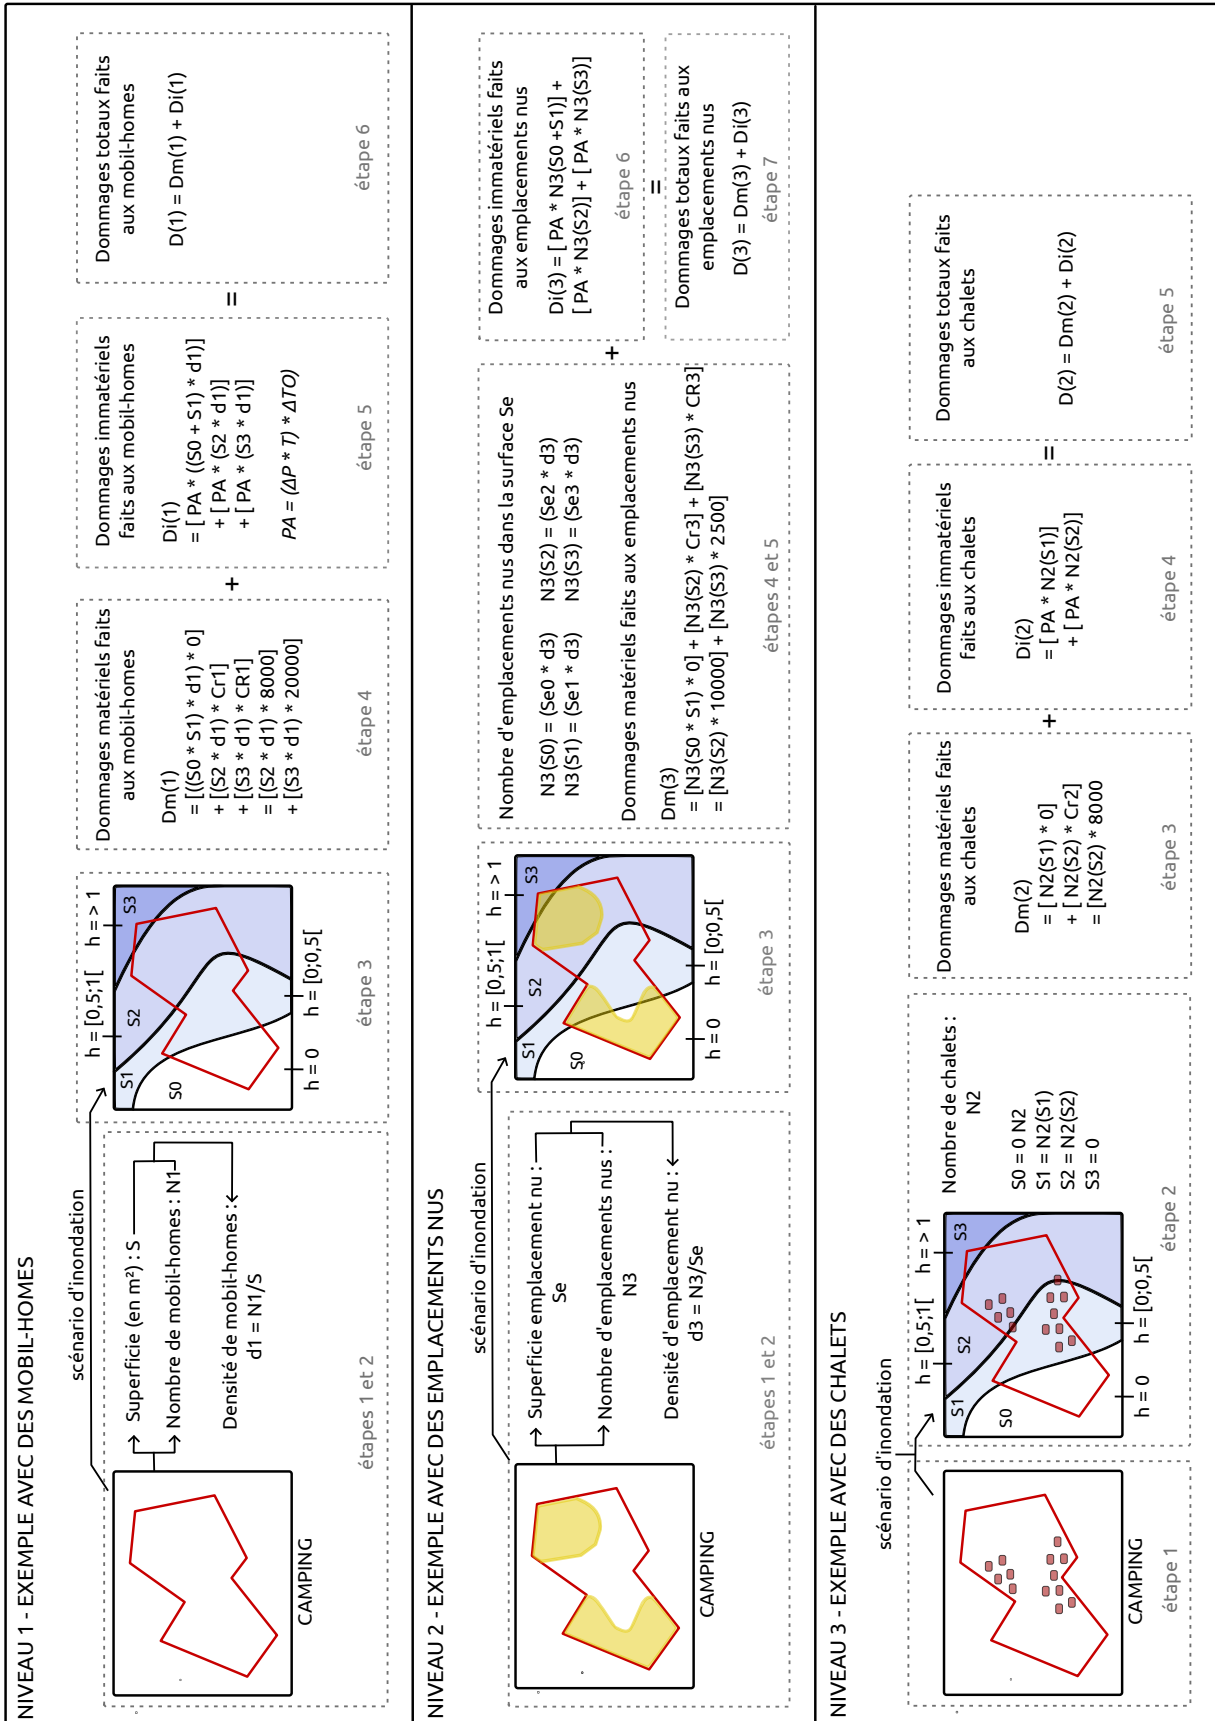 NIVEAU 1 - EXEMPLE AVEC DES MOBIL-HOMES
CAMPING
scénario d'inondation
Superficie (en m²) : S
Nombre de mobil-homes : N1
Densité de mobil-homes :
d1 = N1/S
étapes 1 et 2
h = [0,5;1[
h = > 1
S1
S2
S3
S0
h = 0
h = [0;0,5[
étape 3
Dommages matériels faits
aux mobil-homes
Dm(1)
= [((S0 * S1) * d1) * 0]
+ [(S2 * d1) * Cr1]
+ [(S3 * d1) * CR1]
= [(S2 * d1) * 8000]
+ [(S3 * d1) * 20000]
étape 4
+
Dommages immatériels
faits aux mobil-homes
Di(1)
= [ PA * ((S0 + S1) * d1)]
+ [ PA * (S2 * d1)]
+ [ PA * (S3 * d1)]
PA = (ΔP * T) * ΔTO)
étape 5
=
Dommages totaux faits
aux mobil-homes
D(1) = Dm(1) + Di(1)
étape 6
NIVEAU 2 - EXEMPLE AVEC DES EMPLACEMENTS NUS
CAMPING
scénario d'inondation
Superficie emplacement nu :
Se
Nombre d'emplacements nus :
N3
Densité d'emplacement nu :
d3 = N3/Se
étapes 1 et 2
h = [0,5;1[
h = > 1
S1
S2
S3
S0
h = 0
h = [0;0,5[
étape 3
Nombre d'emplacements nus dans la surface Se
N3(S0) = (Se0 * d3) N3(S2) = (Se2 * d3)
N3(S1) = (Se1 * d3) N3(S3) = (Se3 * d3)
Dommages matériels faits aux emplacements nus
Dm(3)
= [N3(S0 * S1) * 0] + [N3(S2) * Cr3] + [N3(S3) * CR3]
= [N3(S2) * 10000] + [N3(S3) * 2500]
étapes 4 et 5
+
Dommages immatériels faits
aux emplacements nus
Di(3) = [ PA * N3(S0 +S1)] +
[ PA * N3(S2)] + [ PA * N3(S3)]
étape 6
=
Dommages totaux faits aux
emplacements nus
D(3) = Dm(3) + Di(3)
étape 7
NIVEAU 3 - EXEMPLE AVEC DES CHALETS
CAMPING
étape 1
scénario d'inondation
h = [0,5;1[
h = > 1
S1
S2
S3
S0
h = 0
h = [0;0,5[
Nombre de chalets :
N2
S0 = 0 N2
S1 = N2(S1)
S2 = N2(S2)
S3 = 0
étape 2
Dommages matériels faits
aux chalets
Dm(2)
= [ N2(S1) * 0]
+ [ N2(S2) * Cr2]
= [N2(S2) * 8000
étape 3
+
Dommages immatériels
faits aux chalets
Di(2)
= [ PA * N2(S1)]
+ [ PA * N2(S2)]
étape 4
=
Dommages totaux faits
aux chalets
D(2) = Dm(2) + Di(2)
étape 5